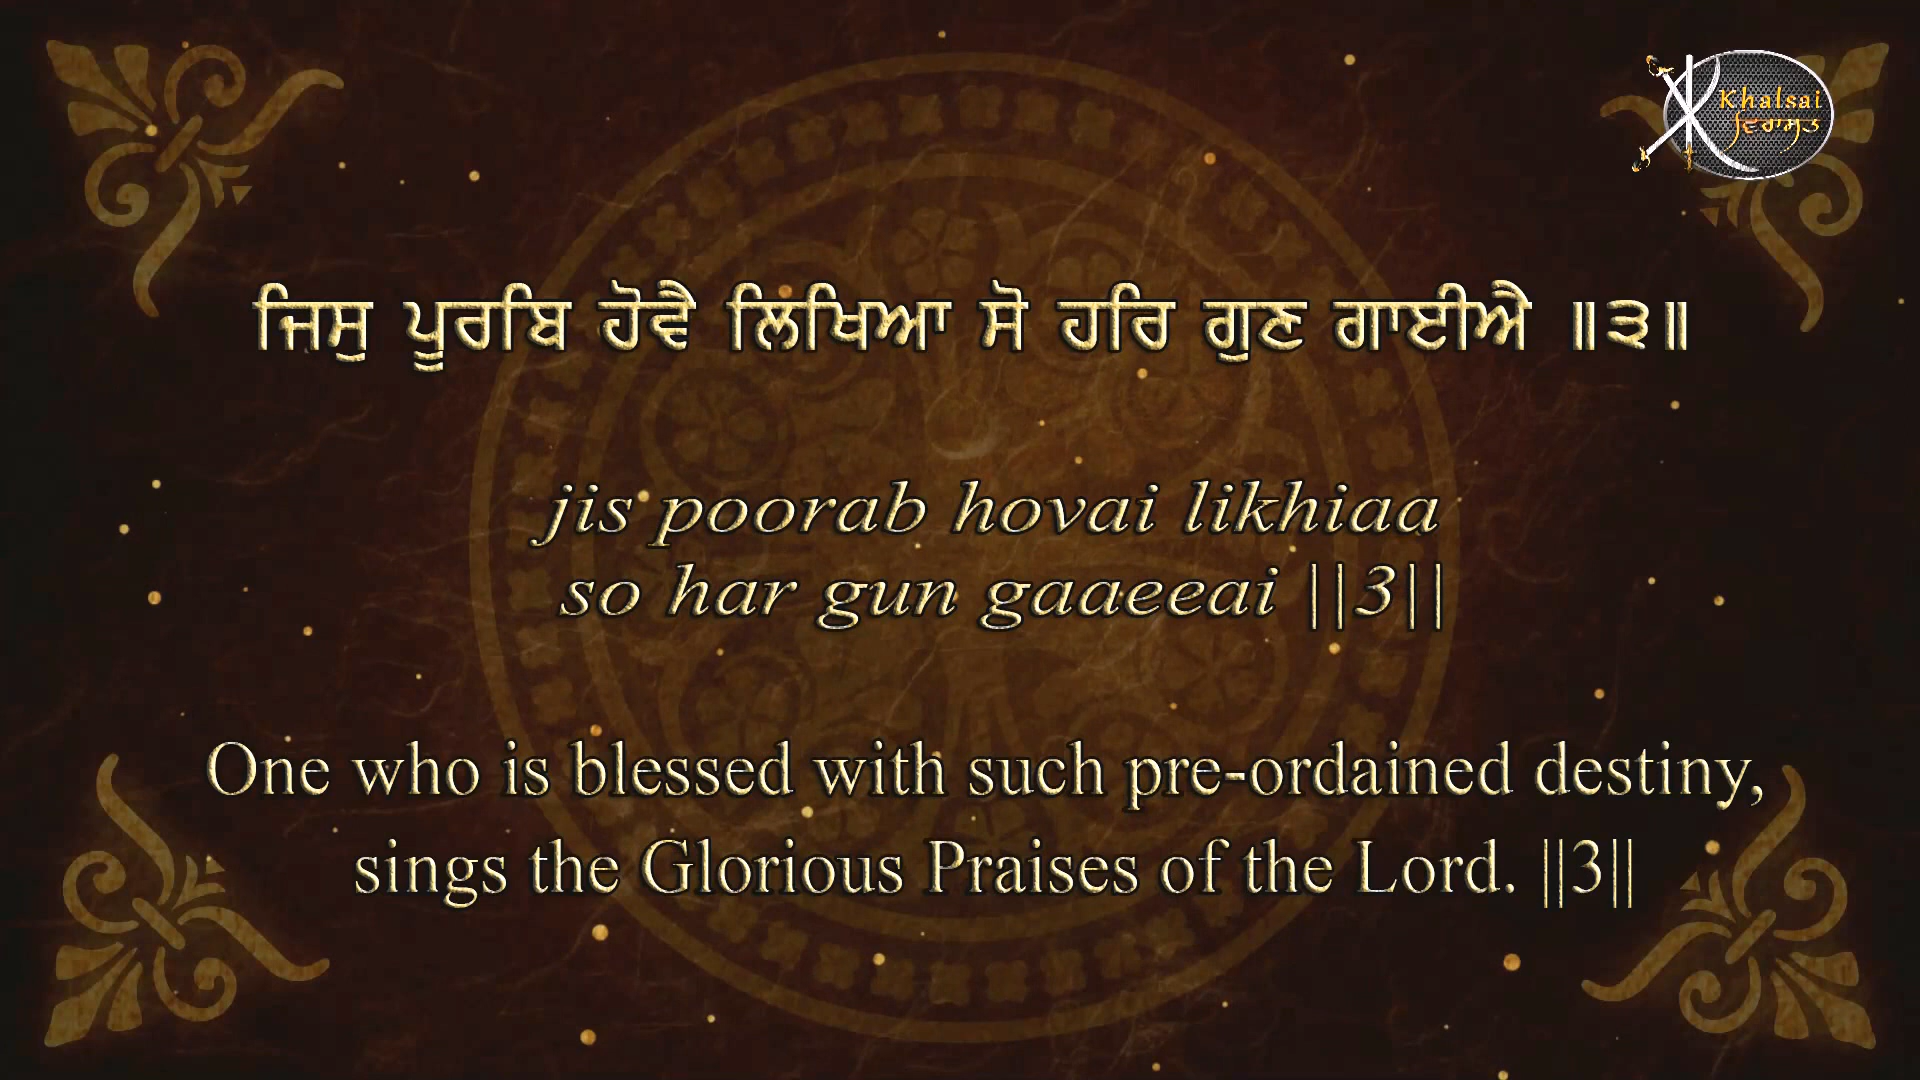 Khalsai
ਵਿਰਾਸਤ
ਜਿਸੁ ਪੂਰਬਿ ਹੋਵੈ ਲਿਖਿਆ ਸੋ ਹਰਿ ਗੁਣ ਗਾਈਐ ॥੩॥
jis poorab hovai likhiaa
so har gun gaaeeai ||3||
One who is blessed with such pre-ordained destiny,
sings the Glorious Praises of the Lord. ||3||